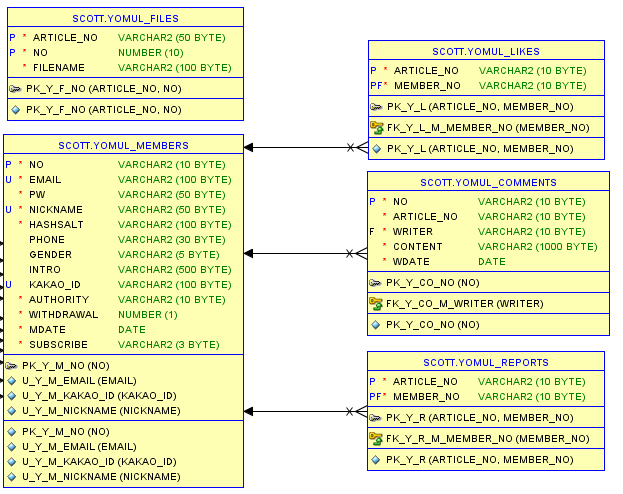 SCOTT.YOMUL_FILES
P * ARTICLE_NO VARCHAR2 (50 BYTE)
P * NO NUMBER (10)
* FILENAME VARCHAR2 (100 BYTE)
PK_Y_F_NO (ARTICLE_NO, NO)
PK_Y_F_NO (ARTICLE_NO, NO)
SCOTT.YOMUL_MEMBERS
P * NO VARCHAR2 (10 BYTE)
U * EMAIL VARCHAR2 (100 BYTE)
* PW VARCHAR2 (50 BYTE)
U * NICKNAME VARCHAR2 (50 BYTE)
* HASHSALT VARCHAR2 (100 BYTE)
PHONE VARCHAR2 (30 BYTE)
GENDER VARCHAR2 (5 BYTE)
INTRO VARCHAR2 (500 BYTE)
U KAKAO_ID VARCHAR2 (100 BYTE)
* AUTHORITY VARCHAR2 (10 BYTE)
* WITHDRAWAL NUMBER (1)
* MDATE DATE
* SUBSCRIBE VARCHAR2 (3 BYTE)
PK_Y_M_NO (NO)
U_Y_M_EMAIL (EMAIL)
U_Y_M_KAKAO_ID (KAKAO_ID)
U_Y_M_NICKNAME (NICKNAME)
PK_Y_M_NO (NO)
U_Y_M_EMAIL (EMAIL)
U_Y_M_KAKAO_ID (KAKAO_ID)
U_Y_M_NICKNAME (NICKNAME)
SCOTT.YOMUL_LIKES
P * ARTICLE_NO VARCHAR2 (10 BYTE)
PF* MEMBER_NO VARCHAR2 (10 BYTE)
PK_Y_L (ARTICLE_NO, MEMBER_NO)
FK_Y_L_M_MEMBER_NO (MEMBER_NO)
PK_Y_L (ARTICLE_NO, MEMBER_NO)
SCOTT.YOMUL_COMMENTS
P * NO VARCHAR2 (10 BYTE)
* ARTICLE_NO VARCHAR2 (10 BYTE)
F * WRITER VARCHAR2 (10 BYTE)
* CONTENT VARCHAR2 (1000 BYTE)
* WDATE DATE
PK_Y_CO_NO (NO)
FK_Y_CO_M_WRITER (WRITER)
PK_Y_CO_NO (NO)
SCOTT.YOMUL_REPORTS
P * ARTICLE_NO VARCHAR2 (10 BYTE)
PF* MEMBER_NO VARCHAR2 (10 BYTE)
PK_Y_R (ARTICLE_NO, MEMBER_NO)
FK_Y_R_M_MEMBER_NO (MEMBER_NO)
PK_Y_R (ARTICLE_NO, MEMBER_NO)